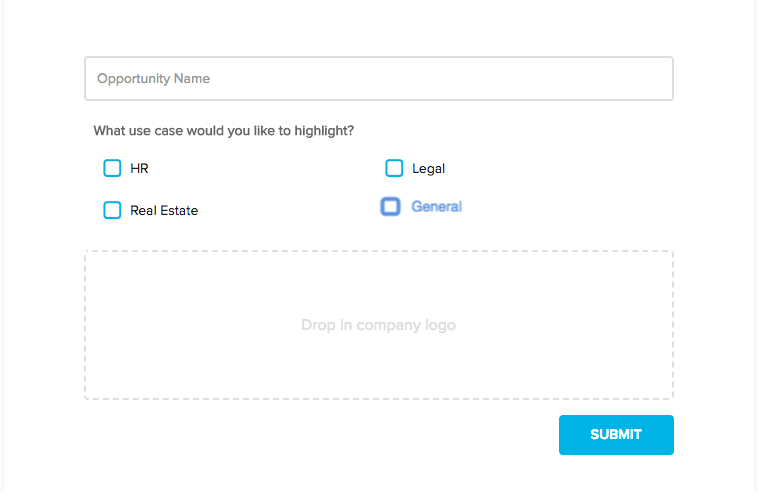 Opportunity Name
What use case would you like to highlight?
HR
Legal
Real Estate
General
Drop in company logo
SUBMIT